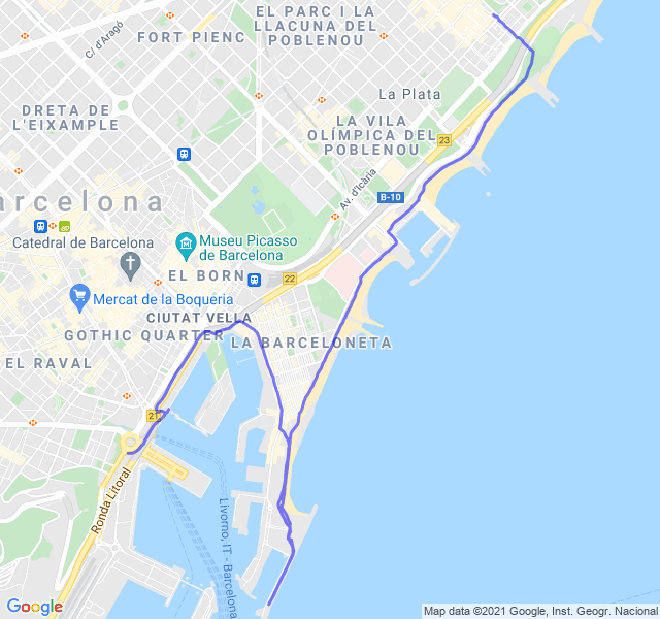 EL PARC I LA
LLACUNA DEL
POBLENOU
FORT PIENC
C/ d'Aragó
La Plata
DRETA DE
L'EIXAMPLE
LA VILA
OLÍMPICA DEL
POBLENOU
23
Av. d'Icària
B-10
arcelona
Catedral de Barcelona
Museu Picasso
de Barcelona
EL BORN
22
Mercat de la Boqueria
CIUTAT VELLA
GOTHIC QUARTER
LA BARCELONETA
EL RAVAL
21
Ronda Litoral
Livorno, IT - Barcelona
Google
Map data ©2021 Google, Inst. Geogr. Nacional